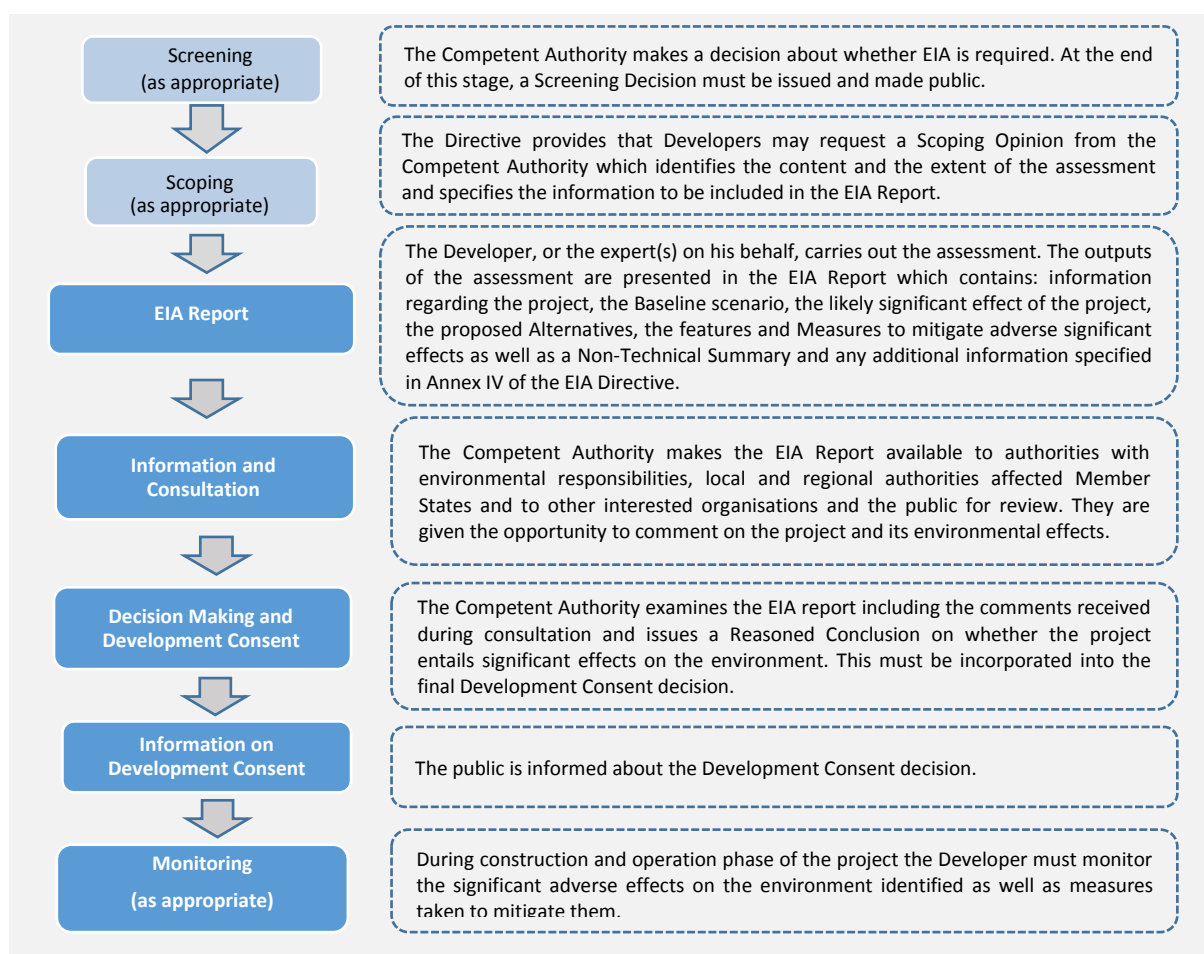 Screening
(as appropriate)
The Competent Authority makes a decision about whether EIA is required. At the end
of this stage, a Screening Decision must be issued and made public.
Scoping
(as appropriate)
The Directive provides that Developers may request a Scoping Opinion from the
Competent Authority which identifies the content and the extent of the assessment
and specifies the information to be included in the EIA Report.
EIA Report
The Developer, or the expert(s) on his behalf, carries out the assessment. The outputs
of the assessment are presented in the EIA Report which contains: information
regarding the project, the Baseline scenario, the likely significant effect of the project,
the proposed Alternatives, the features and Measures to mitigate adverse significant
effects as well as a Non-Technical Summary and any additional information specified
in Annex IV of the EIA Directive.
Information and
Consultation
The Competent Authority makes the EIA Report available to authorities with
environmental responsibilities, local and regional authorities affected Member
States and to other interested organisations and the public for review. They are
given the opportunity to comment on the project and its environmental effects.
Decision Making and
Development Consent
The Competent Authority examines the EIA report including the comments received
during consultation and issues a Reasoned Conclusion on whether the project
entails significant effects on the environment. This must be incorporated into the
final Development Consent decision.
Information on
Development Consent
The public is informed about the Development Consent decision.
Monitoring
(as appropriate)
During construction and operation phase of the project the Developer must monitor
the significant adverse effects on the environment identified as well as measures
taken to mitigate them.